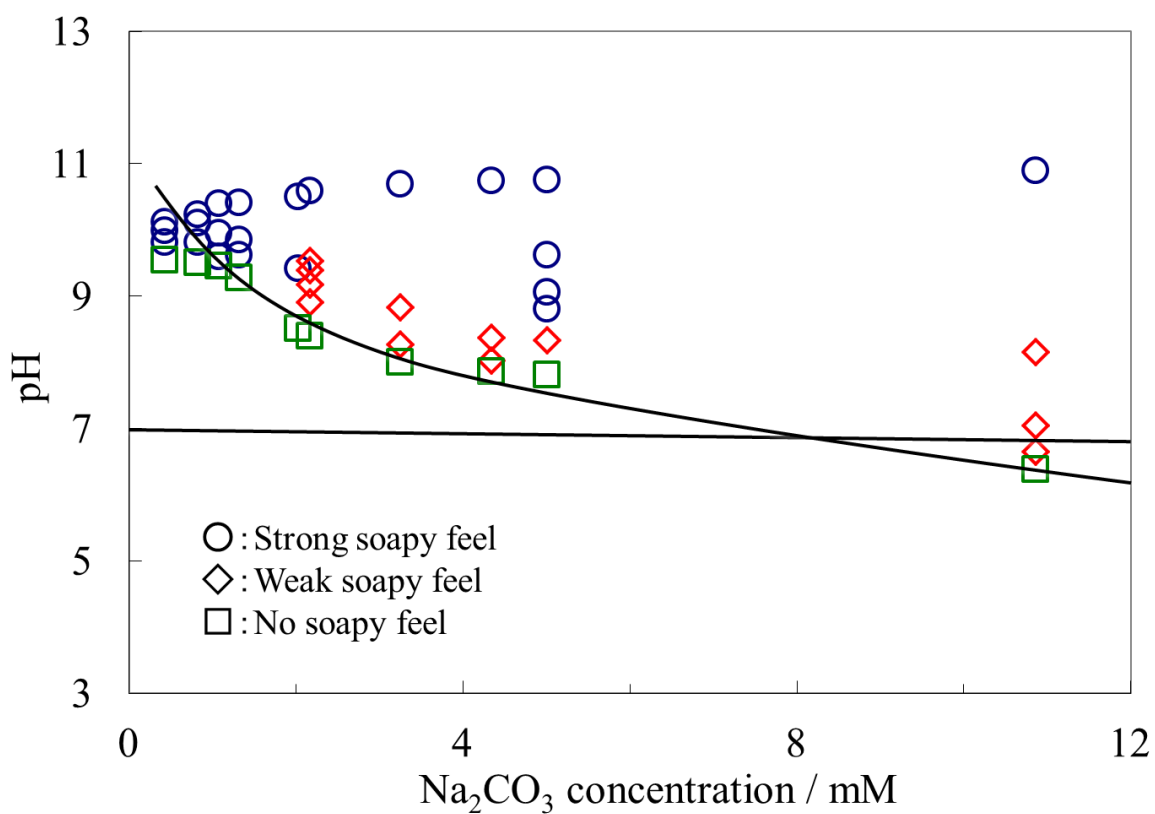 13
11
9
7
5
3
pH
○ : Strong soapy feel
◇ : Weak soapy feel
□ : No soapy feel
0 4 8 12
Na₂CO₃ concentration / mM